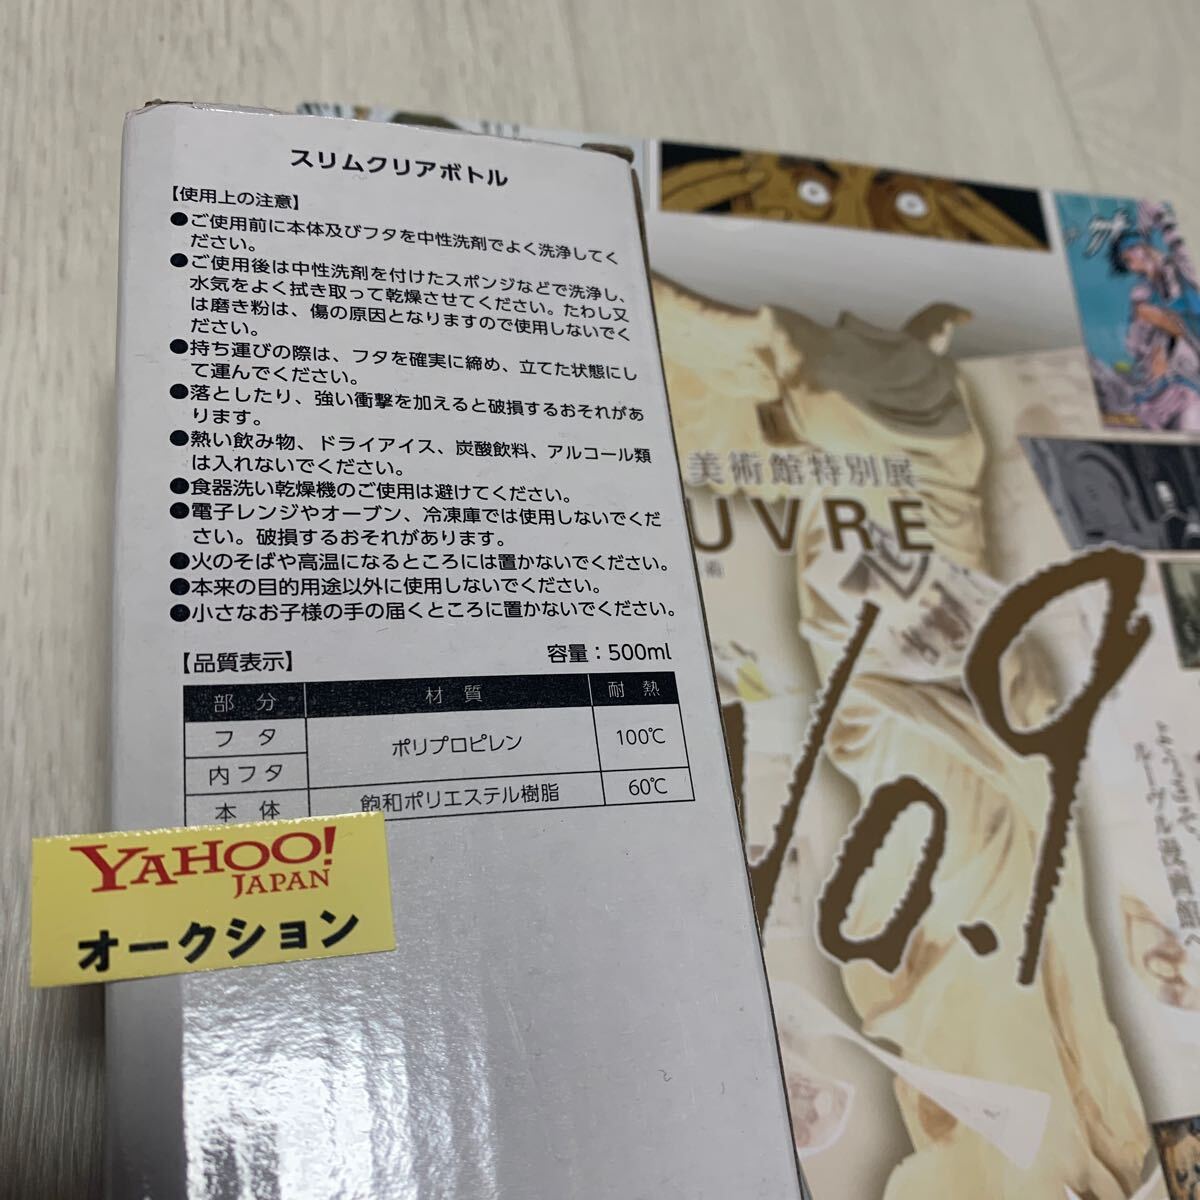 スリムクリアボトル
【使用上の注意】
●ご使用前に本体及びフタを中性洗剤でよく洗浄してく
ださい。
●ご使用後は中性洗剤を付けたスポンジなどで洗浄し、
水気をよく拭き取って乾燥させてください。たわし又
は磨き粉は、傷の原因となりますので使用しないでく
ださい。
●持ち運びの際は、フタを確実に締め、立てた状態にし
て運んでください。
●落としたり、強い衝撃を加えると破損するおそれがあ
ります。
●熱い飲み物、ドライアイス、炭酸飲料、アルコール類
は入れないでください。
●食器洗い乾燥機のご使用は避けてください。
●電子レンジやオーブン、冷凍庫では使用しないでくだ
さい。破損するおそれがあります。
●火のそばや高温になるところには置かないでください。
●本来の目的用途以外に使用しないでください。
●小さなお子様の手の届くところに置かないでください。
【品質表示】 容量：500ml
部 分 材 質 耐 熱
フ タ ポリプロピレン 100℃
内フタ
本 体 飽和ポリエステル樹脂 60℃
YAHOO!
JAPAN
オークション
美術館特別展
UVRE
術
No.9
ようこそ、
ルーヴル漫画館へ